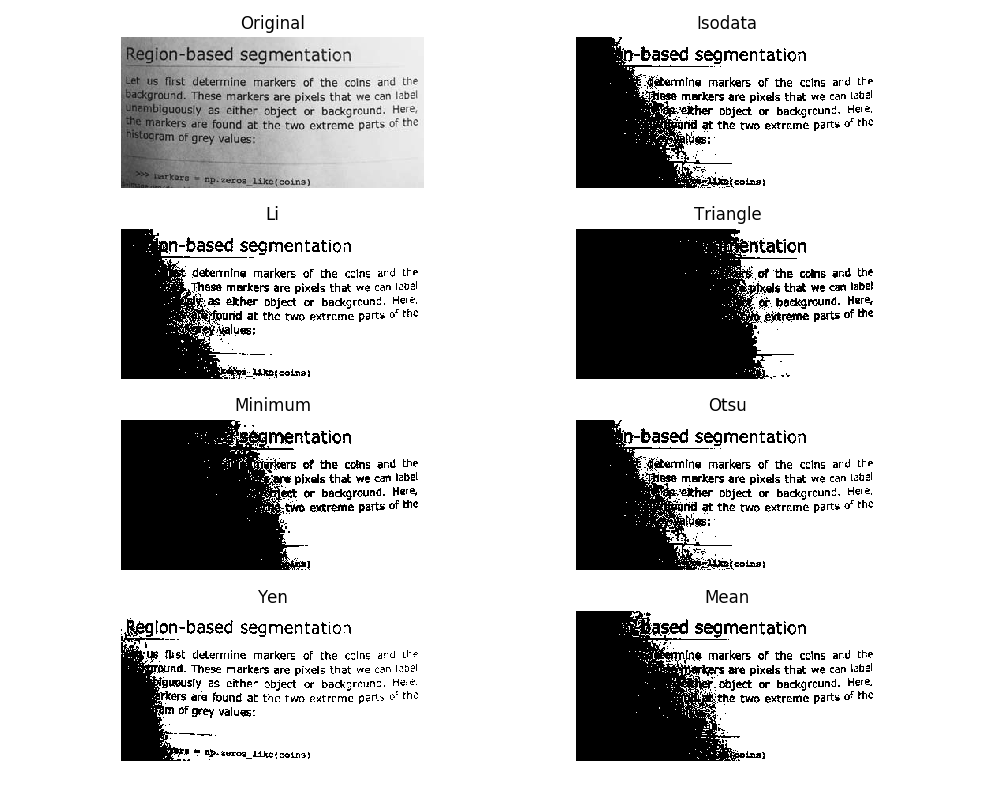 Original
Region-based segmentation
Let us first determine markers of the coins and the
background. These markers are pixels that we can label
unambiguously as either object or background. Here,
the markers are found at the two extreme parts of the
histogram of grey values:
>>> markers = np.zeros_like(coins)
Isodata
n-based segmentation
determine markers of the coins and the
These markers are pixels that we can label
either object or background. Here,
at the two extreme parts of the
values:
(coins)
Li
on-based segmentation
determine markers of the coins and the
These markers are pixels that we can label
as either object or background. Here,
found at the two extreme parts of the
grey values:
zeros_like(coins)
Triangle
entation
of the coins and the
pixels that we can label
or background. Here,
extreme parts of the
Minimum
segmentation
markers of the coins and the
are pixels that we can label
or background. Here,
two extreme parts of the
Otsu
n-based segmentation
determine markers of the coins and the
These markers are pixels that we can label
either object or background. Here,
at the two extreme parts of the
values:
like(coins)
Yen
Region-based segmentation
us first determine markers of the coins and the
ground. These markers are pixels that we can label
biguously as either object or background. Here,
markers are found at the two extreme parts of the
am of grey values:
= np.zeros_like(coins)
Mean
based segmentation
markers of the coins and the
markers are pixels that we can label
object or background. Here,
the two extreme parts of the